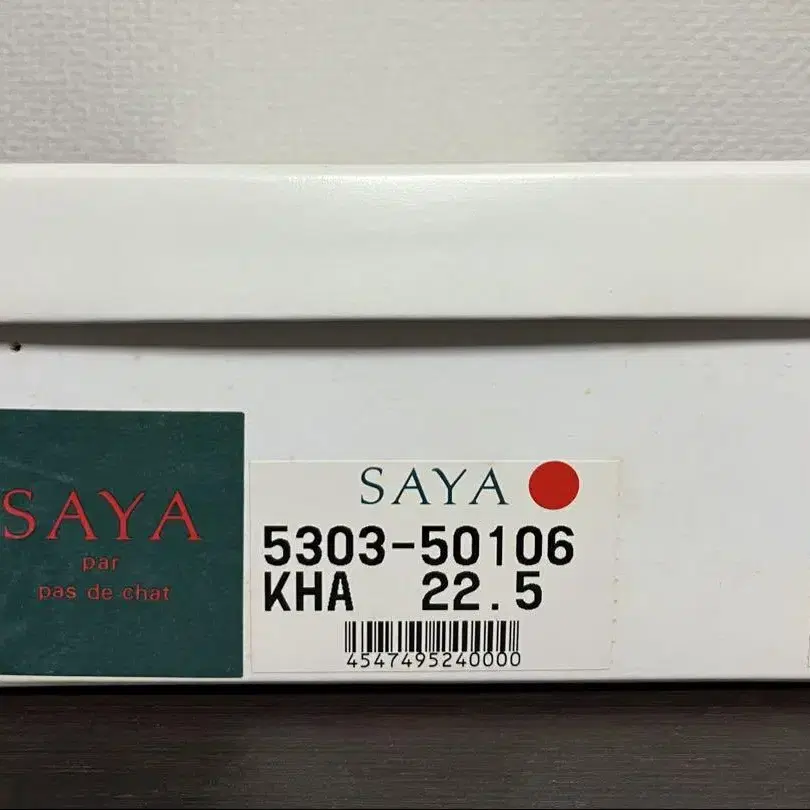 SAYA
par
pas de chat
SAYA
5303-50106
KHA 22.5
4547495240000